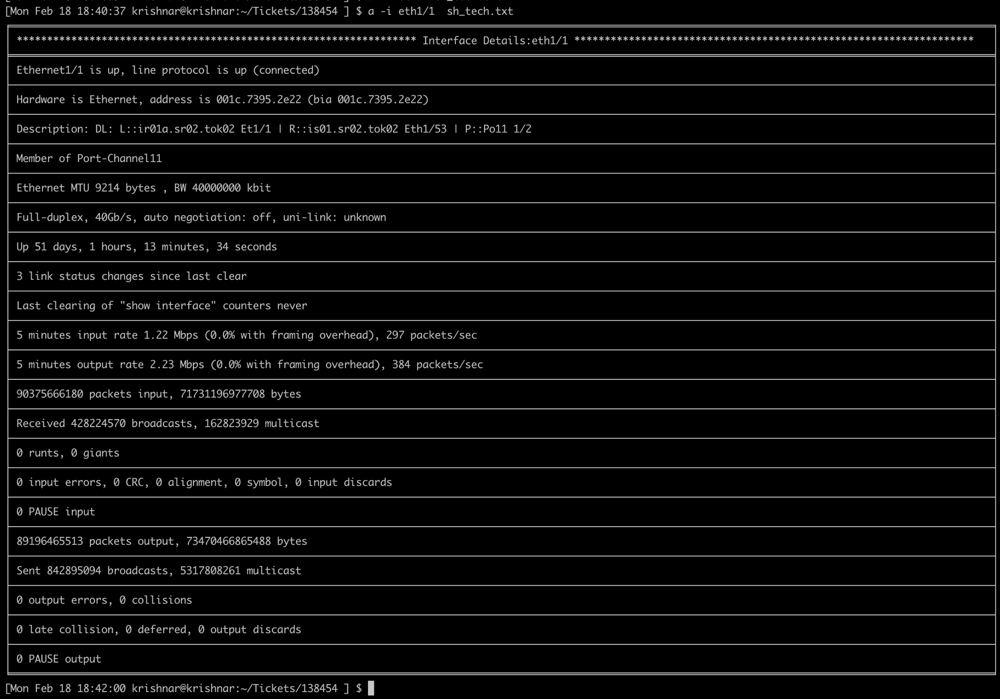 [Mon Feb 18 18:40:37 krishnar@krishnar:~/Tickets/138454 ] $ a -i eth1/1  sh_tech.txt
****************************************************************** Interface Details:eth1/1 ******************************************************************
Ethernet1/1 is up, line protocol is up (connected)
Hardware is Ethernet, address is 001c.7395.2e22 (bia 001c.7395.2e22)
Description: DL: L::ir01a.sr02.tok02 Et1/1 | R::is01.sr02.tok02 Eth1/53 | P::Po11 1/2
Member of Port-Channel11
Ethernet MTU 9214 bytes , BW 40000000 kbit
Full-duplex, 40Gb/s, auto negotiation: off, uni-link: unknown
Up 51 days, 1 hours, 13 minutes, 34 seconds
3 link status changes since last clear
Last clearing of "show interface" counters never
5 minutes input rate 1.22 Mbps (0.0% with framing overhead), 297 packets/sec
5 minutes output rate 2.23 Mbps (0.0% with framing overhead), 384 packets/sec
90375666180 packets input, 71731196977708 bytes
Received 428224570 broadcasts, 162823929 multicast
0 runts, 0 giants
0 input errors, 0 CRC, 0 alignment, 0 symbol, 0 input discards
0 PAUSE input
89196465513 packets output, 73470466865488 bytes
Sent 842895094 broadcasts, 5317808261 multicast
0 output errors, 0 collisions
0 late collision, 0 deferred, 0 output discards
0 PAUSE output
[Mon Feb 18 18:42:00 krishnar@krishnar:~/Tickets/138454 ] $